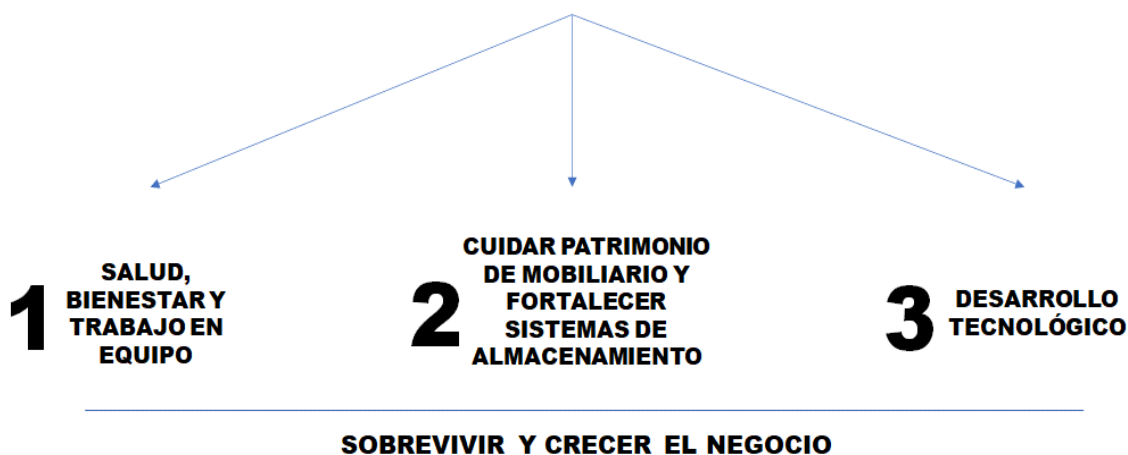 1
SALUD,
BIENESTAR Y
TRABAJO EN
EQUIPO
2
CUIDAR PATRIMONIO
DE MOBILIARIO Y
FORTALECER
SISTEMAS DE
ALMACENAMIENTO
3
DESARROLLO
TECNOLÓGICO
SOBREVIVIR Y CRECER EL NEGOCIO